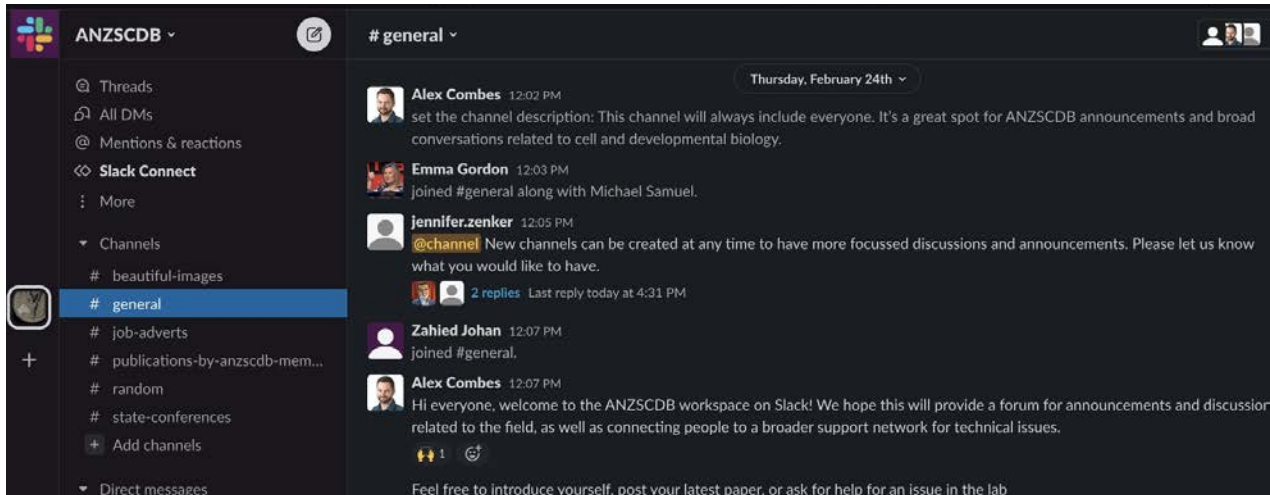 ANZSCDB
Threads
All DMs
@ Mentions & reactions
Slack Connect
More
Channels
# beautiful-images
# general
# job-adverts
# publications-by-anzscdb-mem...
# random
# state-conferences
+ Add channels
Direct messages
# general
Thursday, February 24th
Alex Combes 12:02 PM
set the channel description: This channel will always include everyone. It's a great spot for ANZSCDB announcements and broad
conversations related to cell and developmental biology.
Emma Gordon 12:03 PM
joined #general along with Michael Samuel.
jennifer.zenker 12:05 PM
@channel New channels can be created at any time to have more focussed discussions and announcements. Please let us know
what you would like to have.
2 replies Last reply today at 4:31 PM
Zahied Johan 12:07 PM
joined #general.
Alex Combes 12:07 PM
Hi everyone, welcome to the ANZSCDB workspace on Slack! We hope this will provide a forum for announcements and discussion
related to the field, as well as connecting people to a broader support network for technical issues.
1
Feel free to introduce yourself, post your latest paper, or ask for help for an issue in the lab